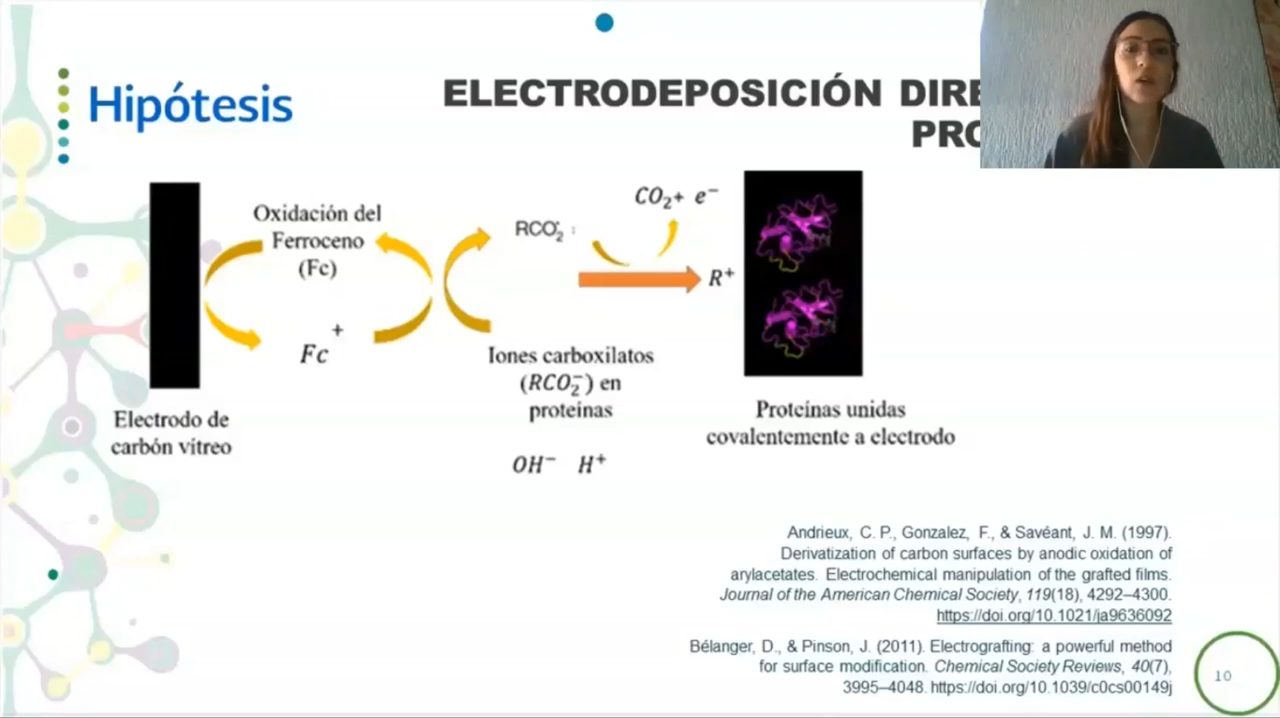 Hipótesis
ELECTRODEPOSICIÓN
Oxidación del
Ferroceno
(Fc)
Fc⁺
Electrodo de
carbón vítreo
RCO₂•
CO₂+ e⁻
R⁺
Iones carboxilatos
(RCO₂⁻) en
proteínas
OH⁻ H⁺
Proteínas unidas
covalentemente a electrodo
Andrieux, C. P., Gonzalez, F., & Savéant, J. M. (1997).
Derivatization of carbon surfaces by anodic oxidation of
arylacetates. Electrochemical manipulation of the grafted films.
Journal of the American Chemical Society, 119(18), 4292–4300.
https://doi.org/10.1021/ja9636092
Bélanger, D., & Pinson, J. (2011). Electrografting: a powerful method
for surface modification. Chemical Society Reviews, 40(7),
3995–4048. https://doi.org/10.1039/c0cs00149j
10